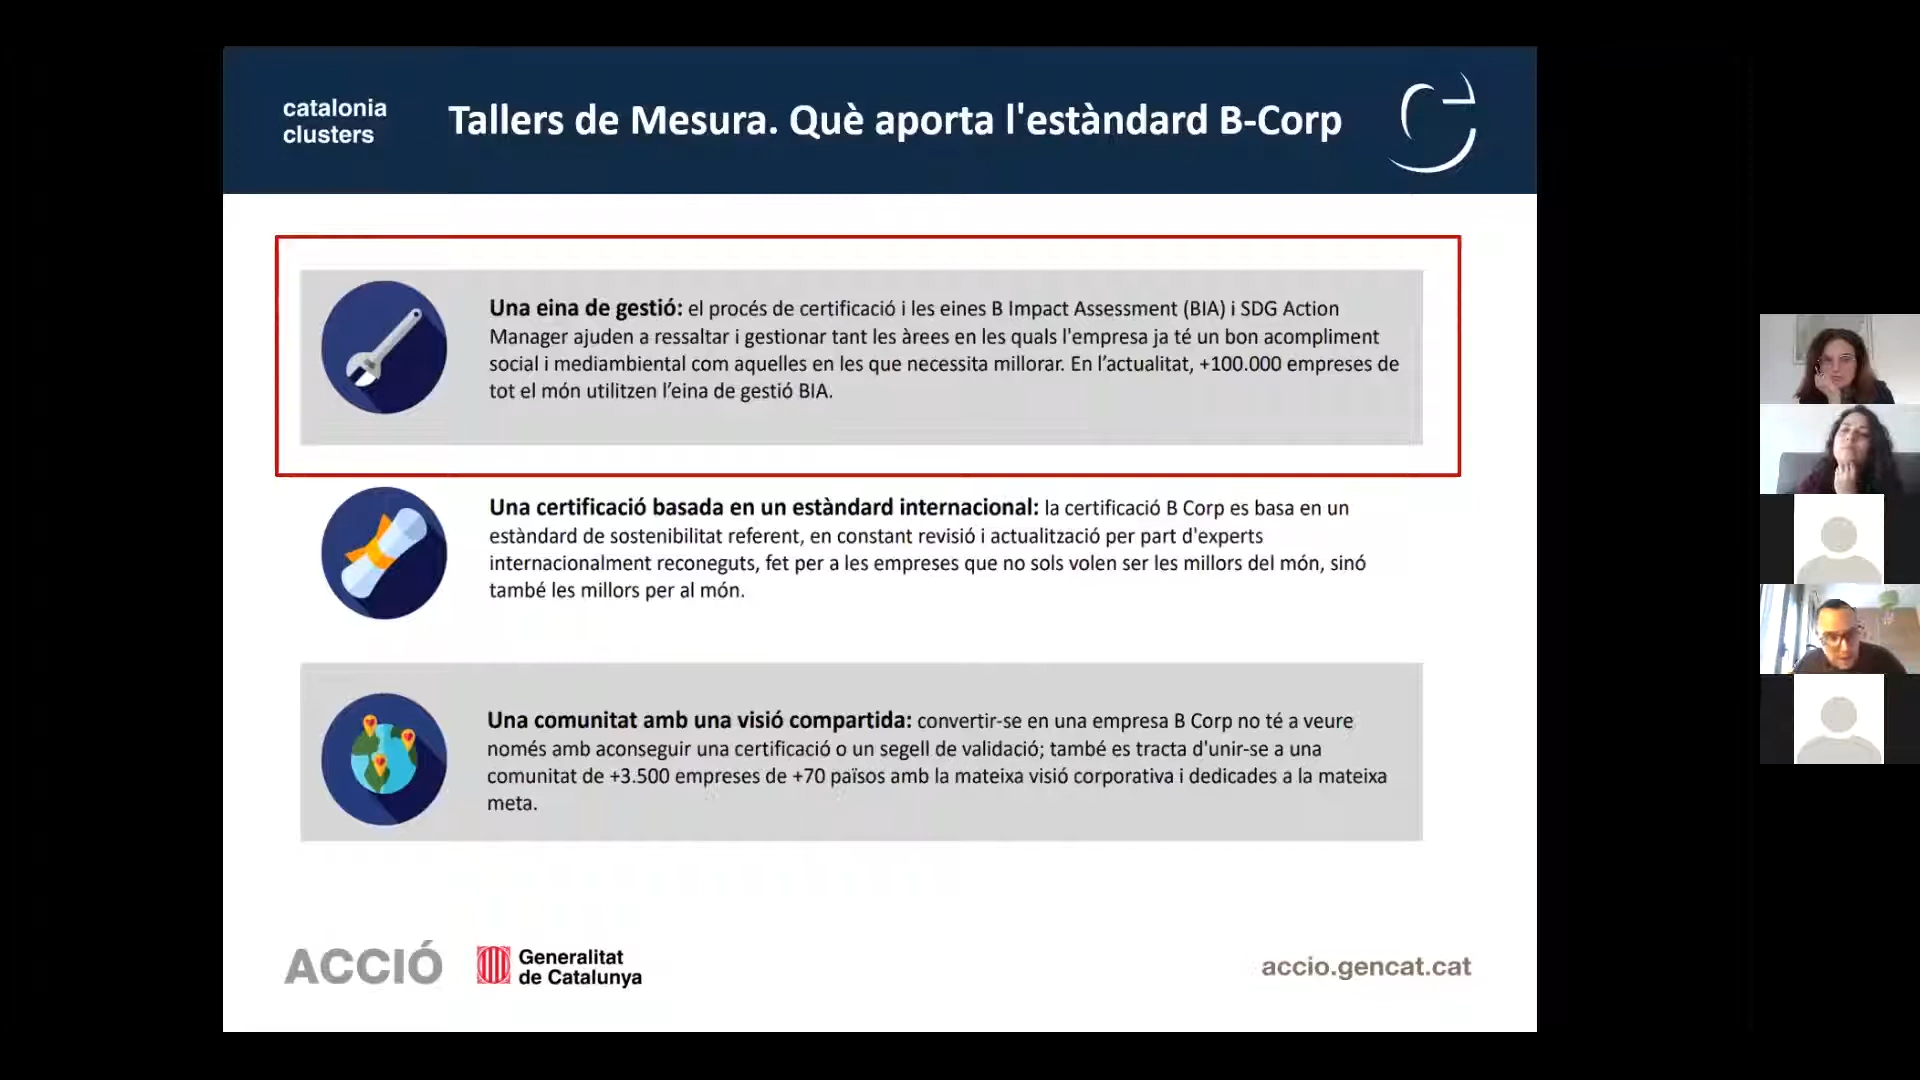 catalonia
clusters
Tallers de Mesura. Què aporta l'estàndard B-Corp
Una eina de gestió: el procés de certificació i les eines B Impact Assessment (BIA) i SDG Action
Manager ajuden a ressaltar i gestionar tant les àrees en les quals l'empresa ja té un bon acompliment
social i mediambiental com aquelles en les que necessita millorar. En l’actualitat, +100.000 empreses de
tot el món utilitzen l’eina de gestió BIA.
Una certificació basada en un estàndard internacional: la certificació B Corp es basa en un
estàndard de sostenibilitat referent, en constant revisió i actualització per part d'experts
internacionalment reconeguts, fet per a les empreses que no sols volen ser les millors del món, sinó
també les millors per al món.
Una comunitat amb una visió compartida: convertir-se en una empresa B Corp no té a veure
només amb aconseguir una certificació o un segell de validació; també es tracta d'unir-se a una
comunitat de +3.500 empreses de +70 països amb la mateixa visió corporativa i dedicades a la mateixa
meta.
ACCIÓ
Generalitat
de Catalunya
accio.gencat.cat